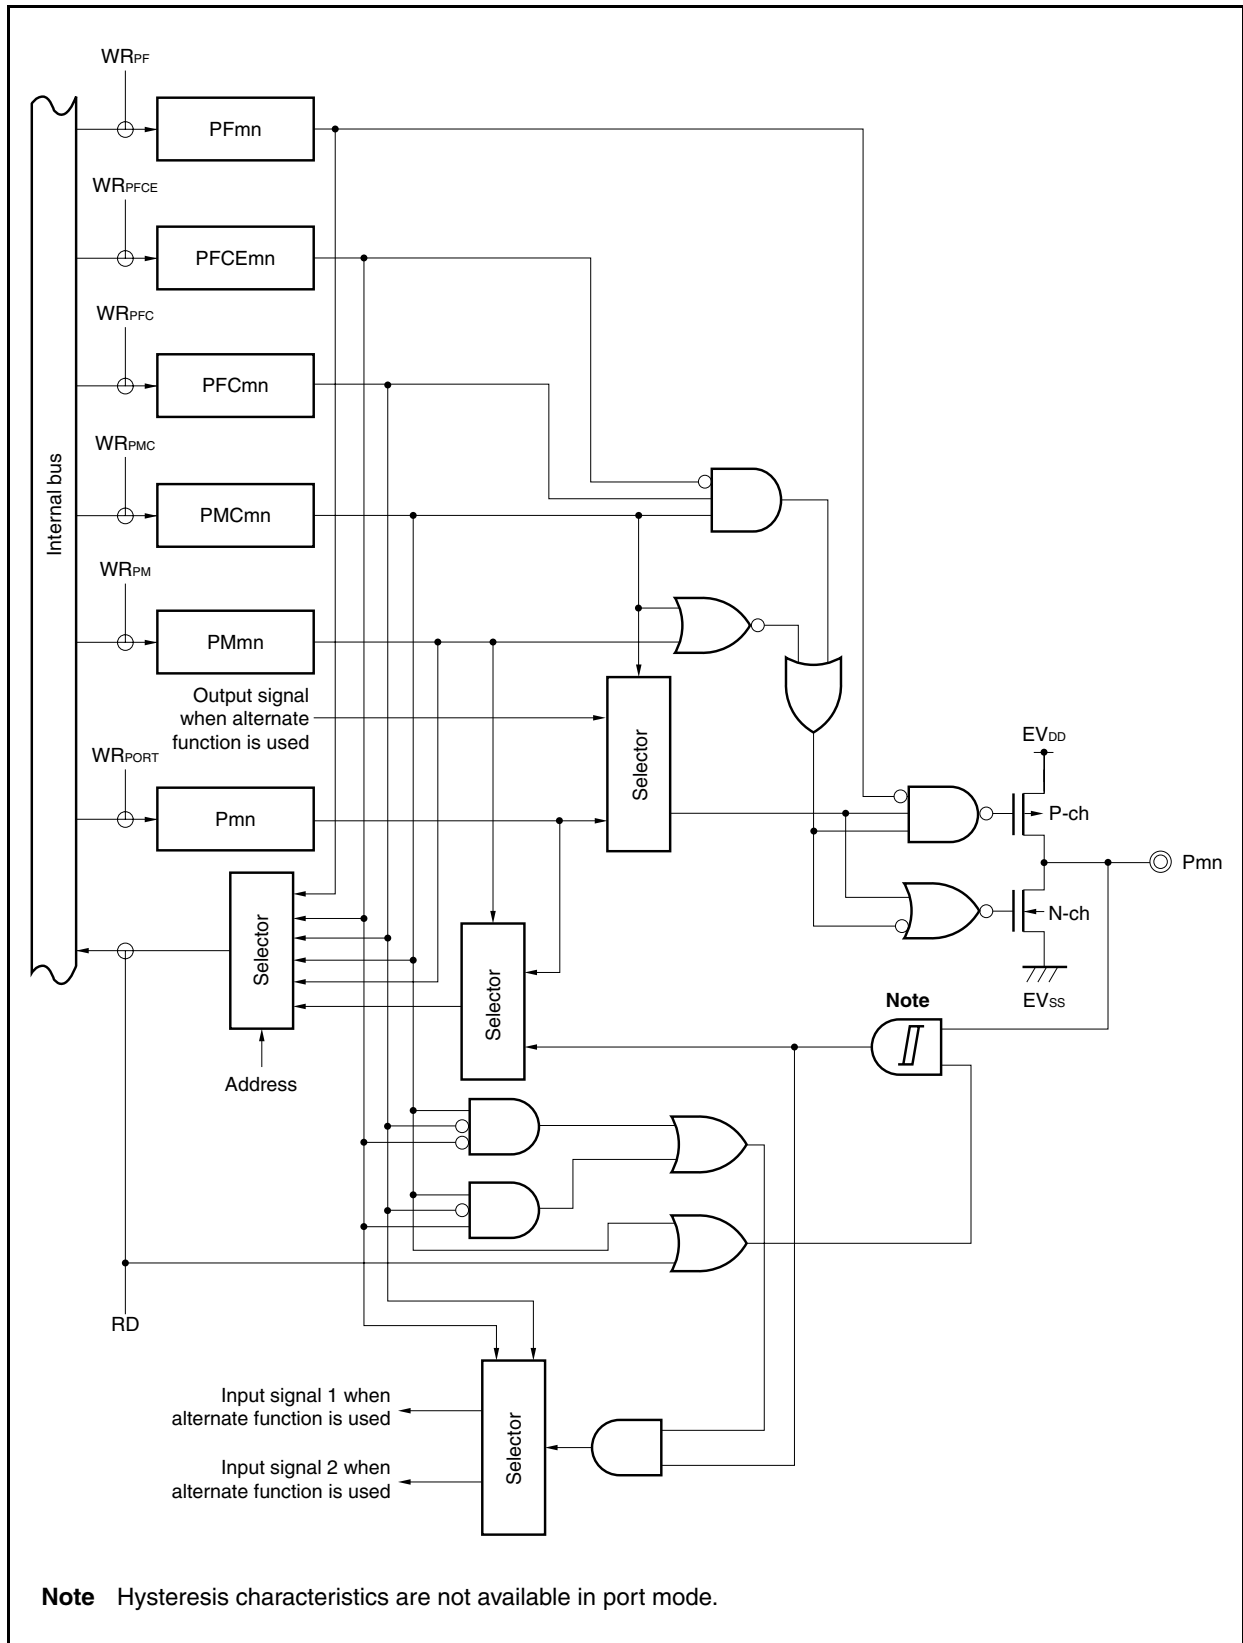 WRPF
PFmn
WRPFCE
PFCEmn
WRPFC
PFCmn
WRPMC
Internal bus
PMCmn
WRPM
PMmn
Output signal
when alternate
function is used
Selector
EVDD
WRPORT
Pmn
P-ch
Pmn
N-ch
Selector
Selector
Note
EVSS
Address
RD
Input signal 1 when
alternate function is used
Selector
Input signal 2 when
alternate function is used
Note Hysteresis characteristics are not available in port mode.